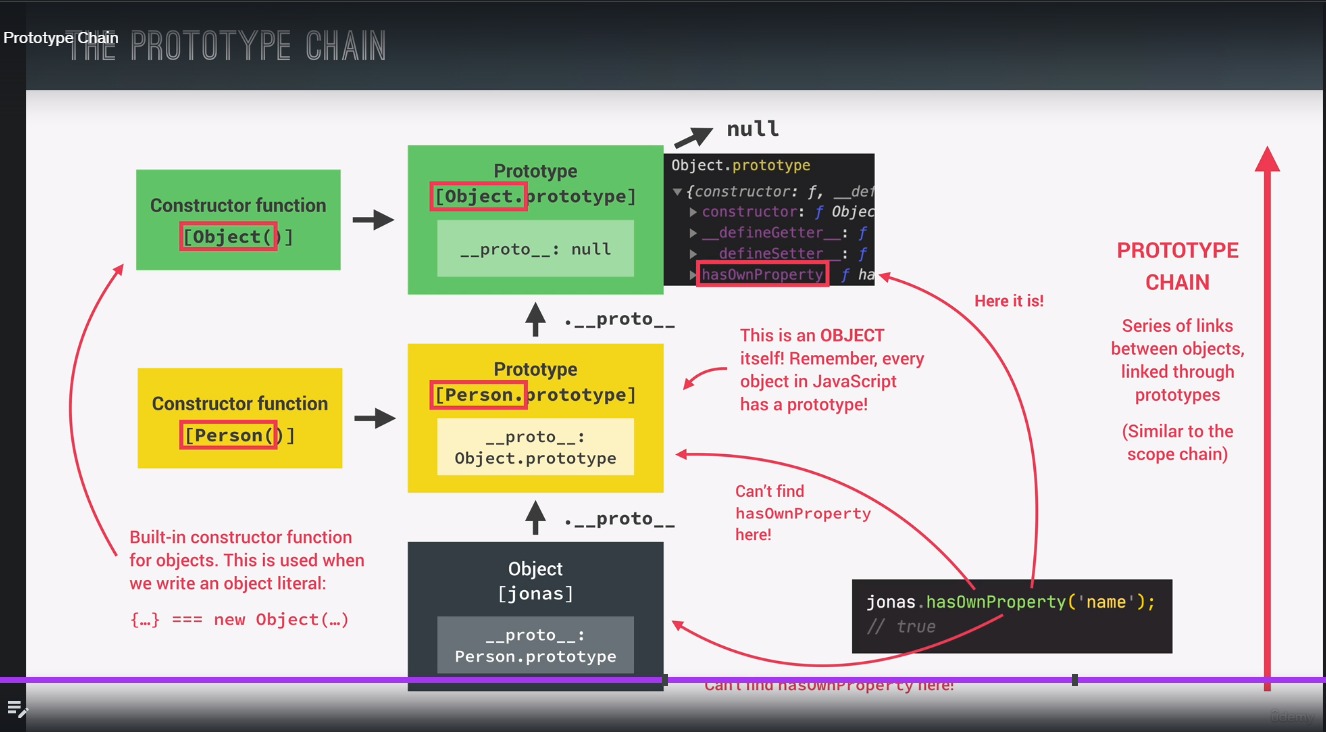 Prototype Chain
THE PROTOTYPE CHAIN
null
Constructor function
[Object()]
Prototype
[Object.prototype]
__proto__: null
Object.prototype
{constructor: ƒ, __def
constructor: ƒ Objec
__defineGetter__: ƒ
__defineSetter__: ƒ
hasOwnProperty ƒ ha
Here it is!
PROTOTYPE
CHAIN
Series of links
between objects,
linked through
prototypes
(Similar to the
scope chain)
.__proto__
Constructor function
[Person()]
Prototype
[Person.prototype]
__proto__:
Object.prototype
This is an OBJECT
itself! Remember, every
object in JavaScript
has a prototype!
Can't find
hasOwnProperty
here!
.__proto__
Built-in constructor function
for objects. This is used when
we write an object literal:
{…} === new Object(…)
Object
[jonas]
__proto__:
Person.prototype
jonas.hasOwnProperty('name');
// true
Can't find hasOwnProperty here!
Udemy